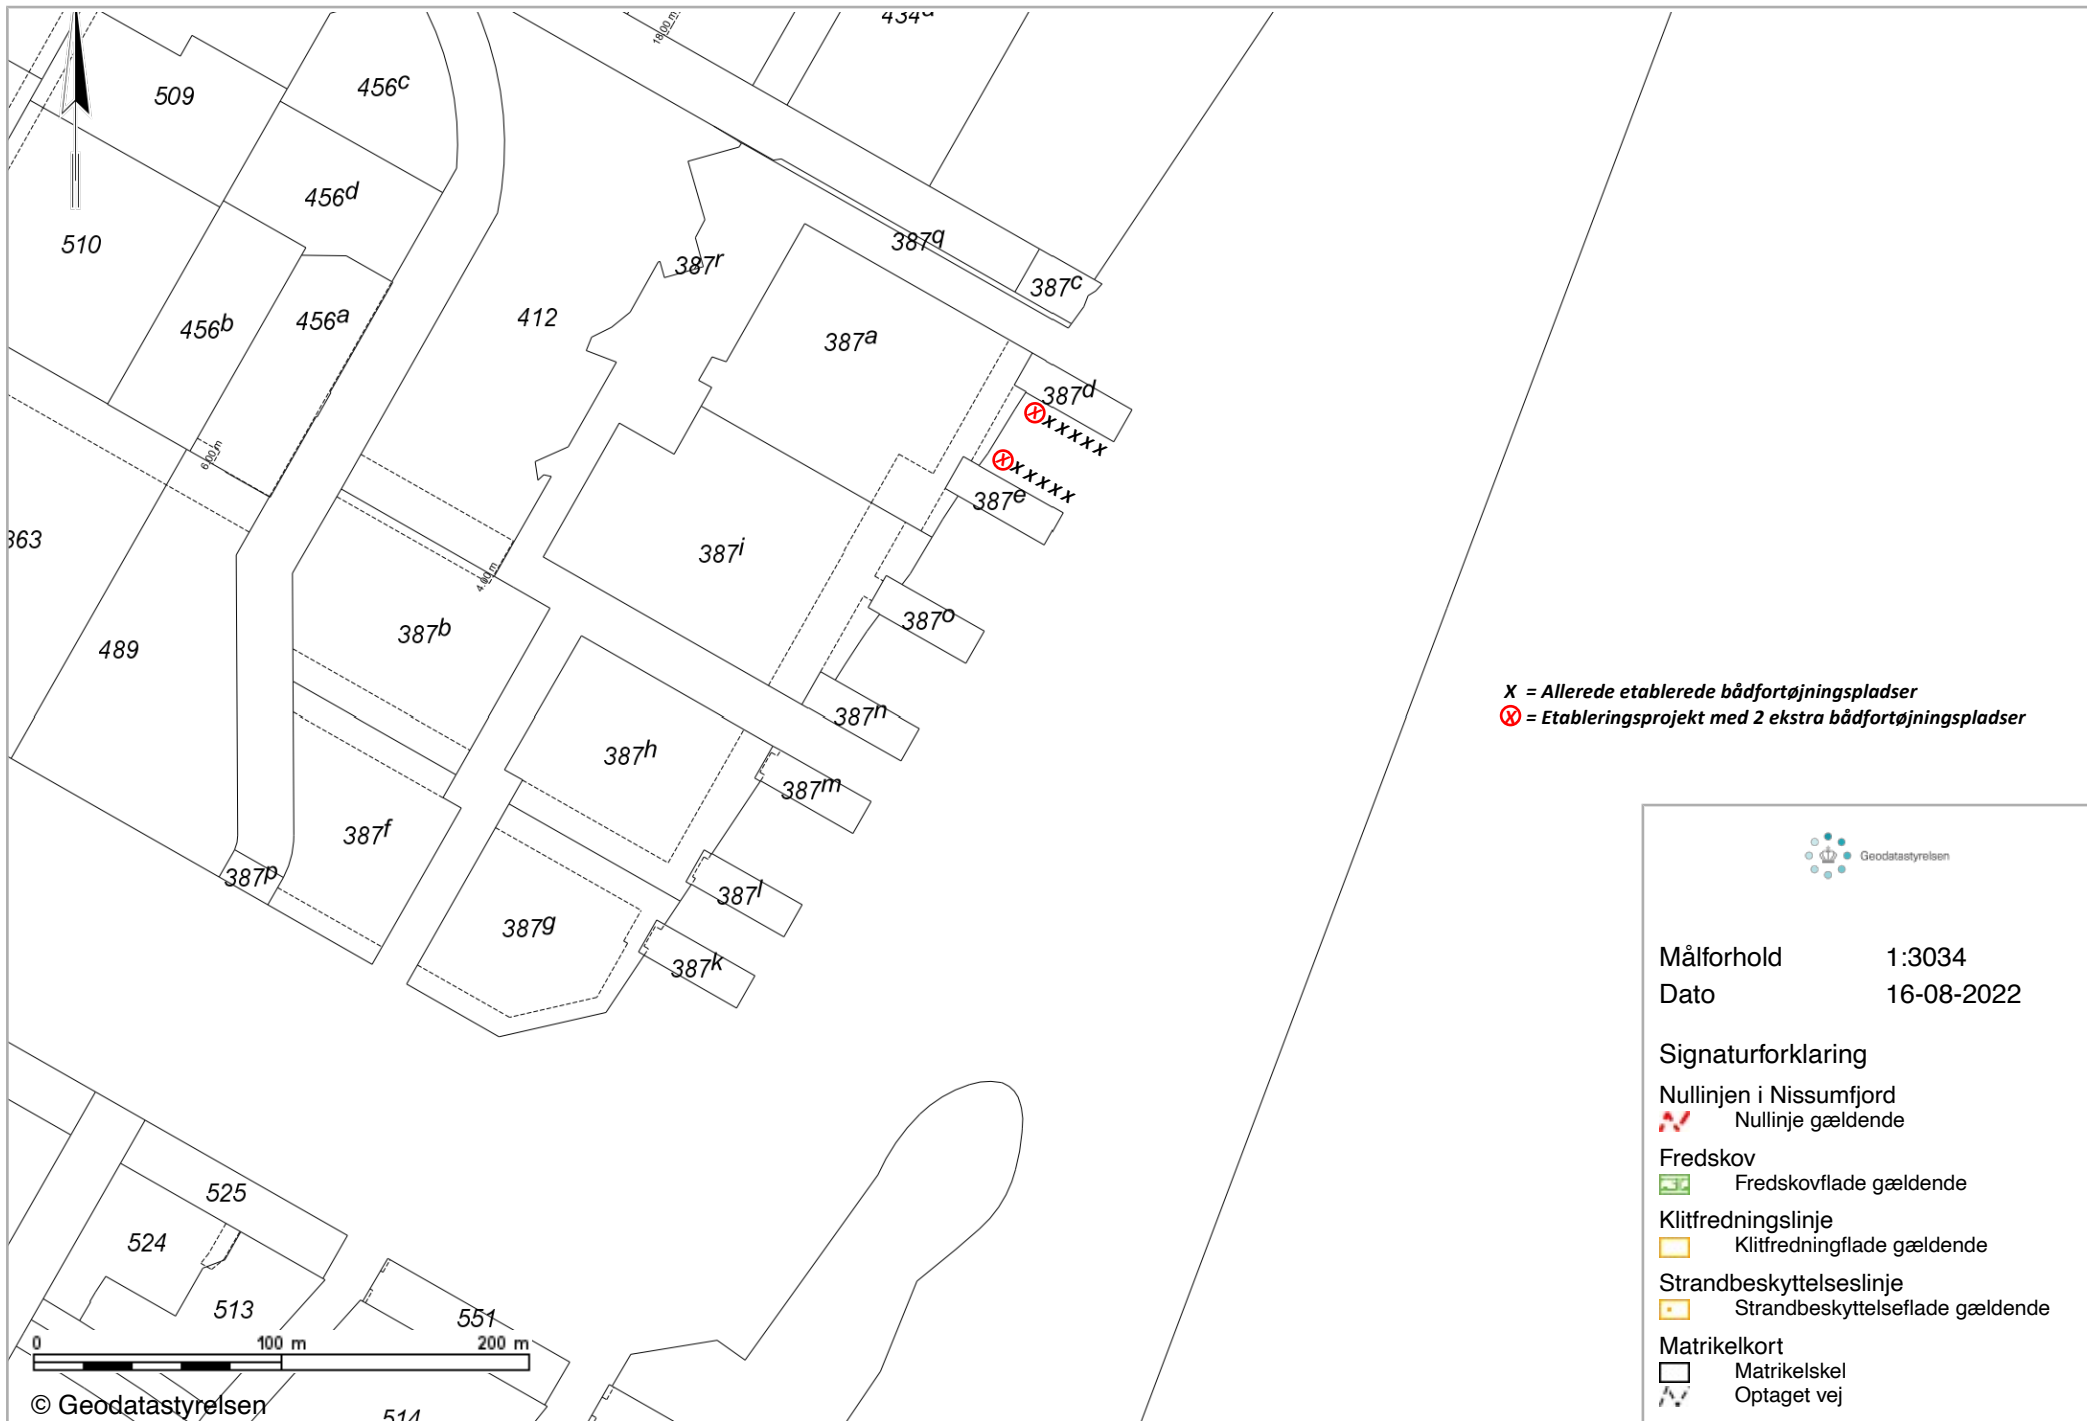 18.00 m
434a
509
456c
456d
510
387q
387r
387c
412
456a
456b
387a
387d
X X X X X X
6.00 m
X X X X X X
387e
363
387i
4.00 m
387o
387b
489
387n
387h
387m
387f
387p
387l
387g
387k
X = Allerede etablerede bådfortøjningspladser
X = Etableringsprojekt med 2 ekstra bådfortøjningspladser
525
524
513
551
514
0 100 m 200 m
© Geodatastyrelsen
Geodatastyrelsen
Målforhold 1:3034
Dato 16-08-2022
Signaturforklaring
Nullinjen i Nissumfjord
Nullinje gældende
Fredskov
Fredskovflade gældende
Klitfredningslinje
Klitfredningflade gældende
Strandbeskyttelseslinje
Strandbeskyttelseflade gældende
Matrikelkort
Matrikelskel
Optaget vej